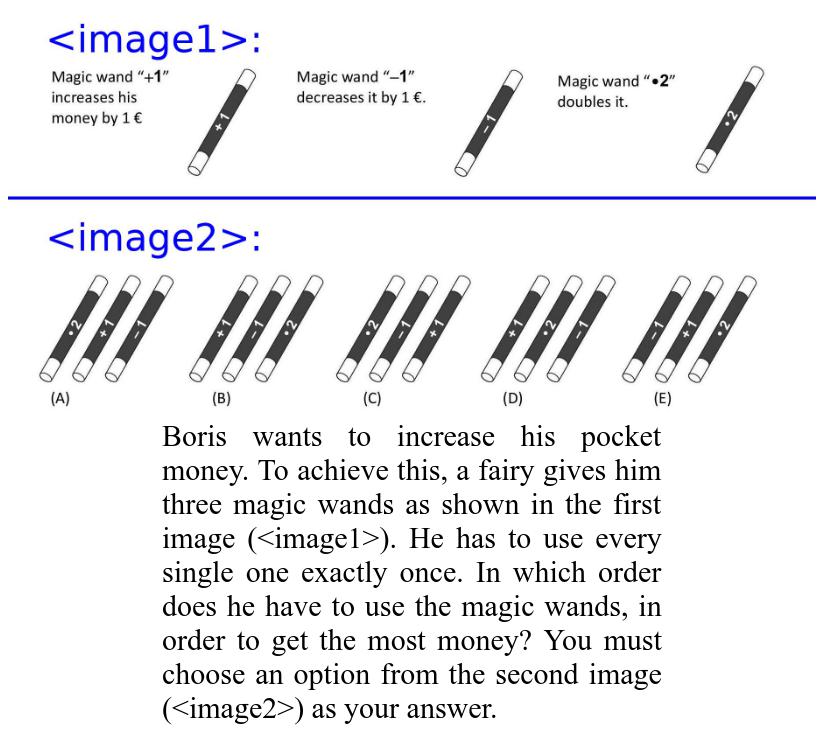 <image1>:
Magic wand “+1”
increases his
money by 1 €
Magic wand “–1”
decreases it by 1 €.
Magic wand “•2”
doubles it.
+1
–1
•2
<image2>:
•2 +1 –1
+1 –1 •2
•2 –1 +1
+1 •2 –1
–1 +1 •2
(A) (B) (C) (D) (E)
Boris wants to increase his pocket
money. To achieve this, a fairy gives him
three magic wands as shown in the first
image (<image1>). He has to use every
single one exactly once. In which order
does he have to use the magic wands, in
order to get the most money? You must
choose an option from the second image
(<image2>) as your answer.